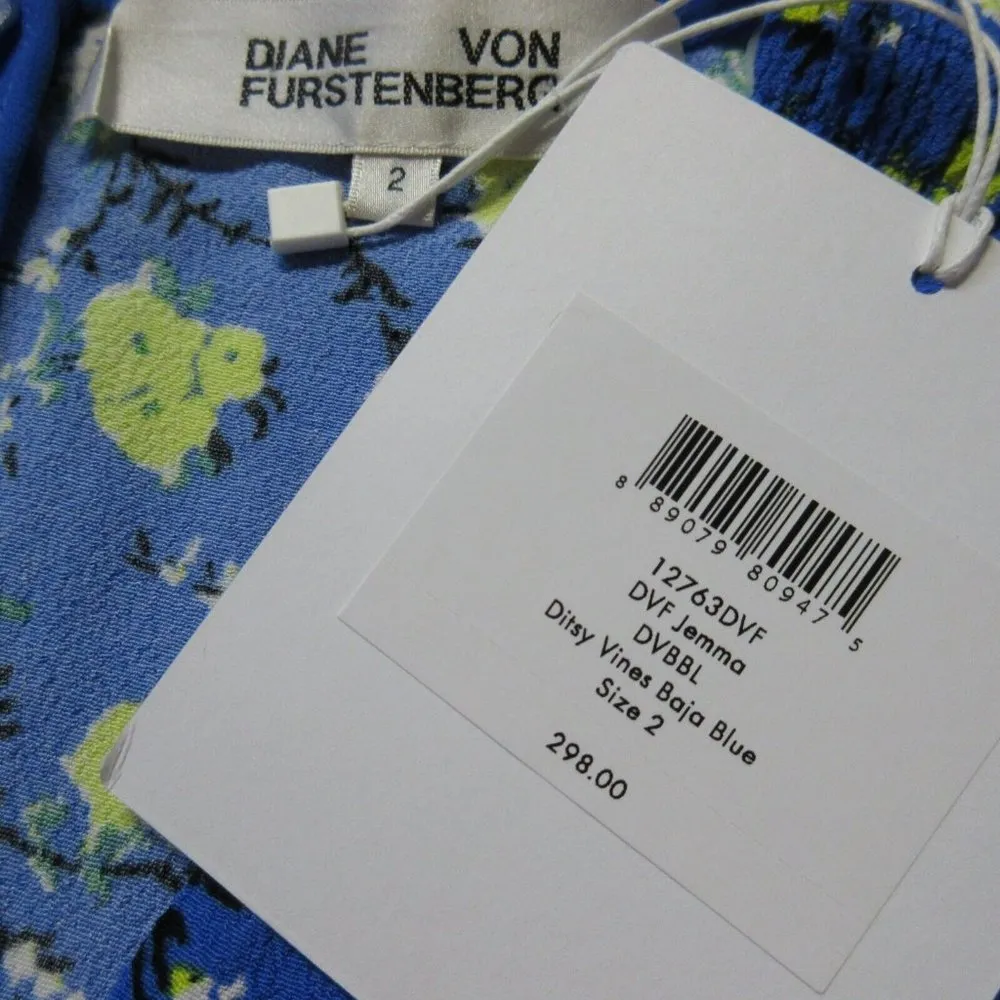 DIANE VON
FURSTENBERG
2
8 89079 80947 5
12763DVF
DVF Jemma
DVBBL
Ditsy Vines Baja Blue
Size 2
298.00